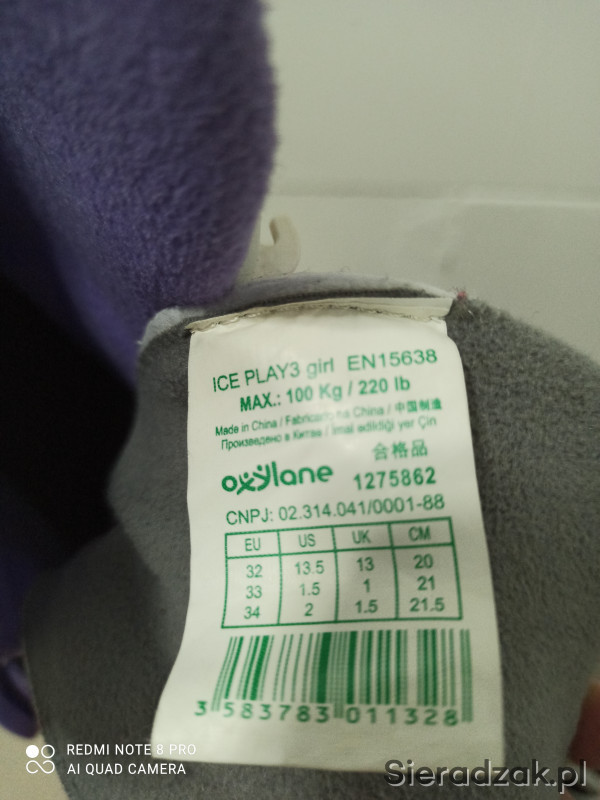 ICE PLAY3 girl EN15638
MAX.: 100 Kg / 220 lb
Made in China / Fabricado na China / 中国制造
Произведено в Китае / İmal edildiği yer Çin
合格品
oxylane 1275862
CNPJ: 02.314.041/0001-88
EU US UK CM
32 13.5 13 20
33 1.5 1 21
34 2 1.5 21.5
3 583783 011328
REDMI NOTE 8 PRO
AI QUAD CAMERA
Sieradzak.pl